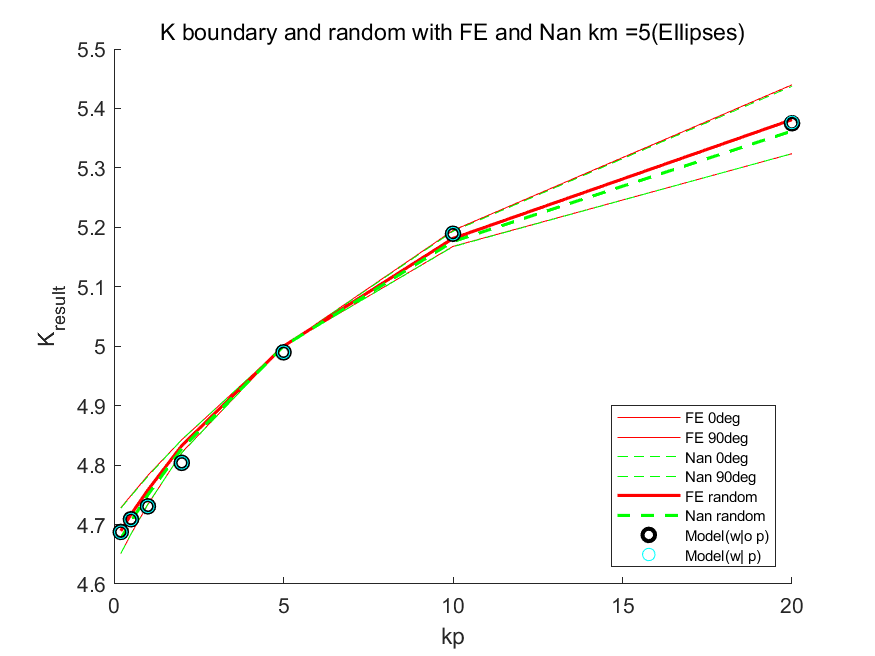 K boundary and random with FE and Nan km =5(Ellipses)
5.5
5.4
5.3
5.2
5.1
5
4.9
4.8
4.7
4.6
K_result
0
5
10
15
20
kp
FE 0deg
FE 90deg
Nan 0deg
Nan 90deg
FE random
Nan random
Model(w|o p)
Model(w| p)